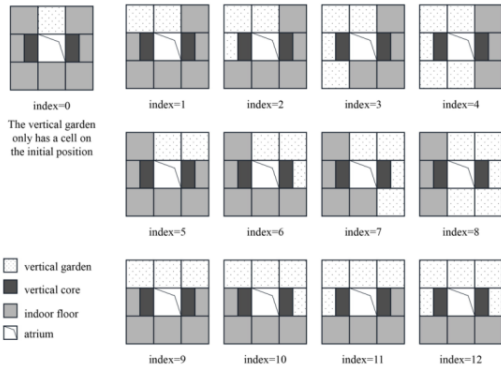 index=0
The vertical garden
only has a cell on
the initial position
index=1
index=2
index=3
index=4
index=5
index=6
index=7
index=8
vertical garden
vertical core
indoor floor
atrium
index=9
index=10
index=11
index=12